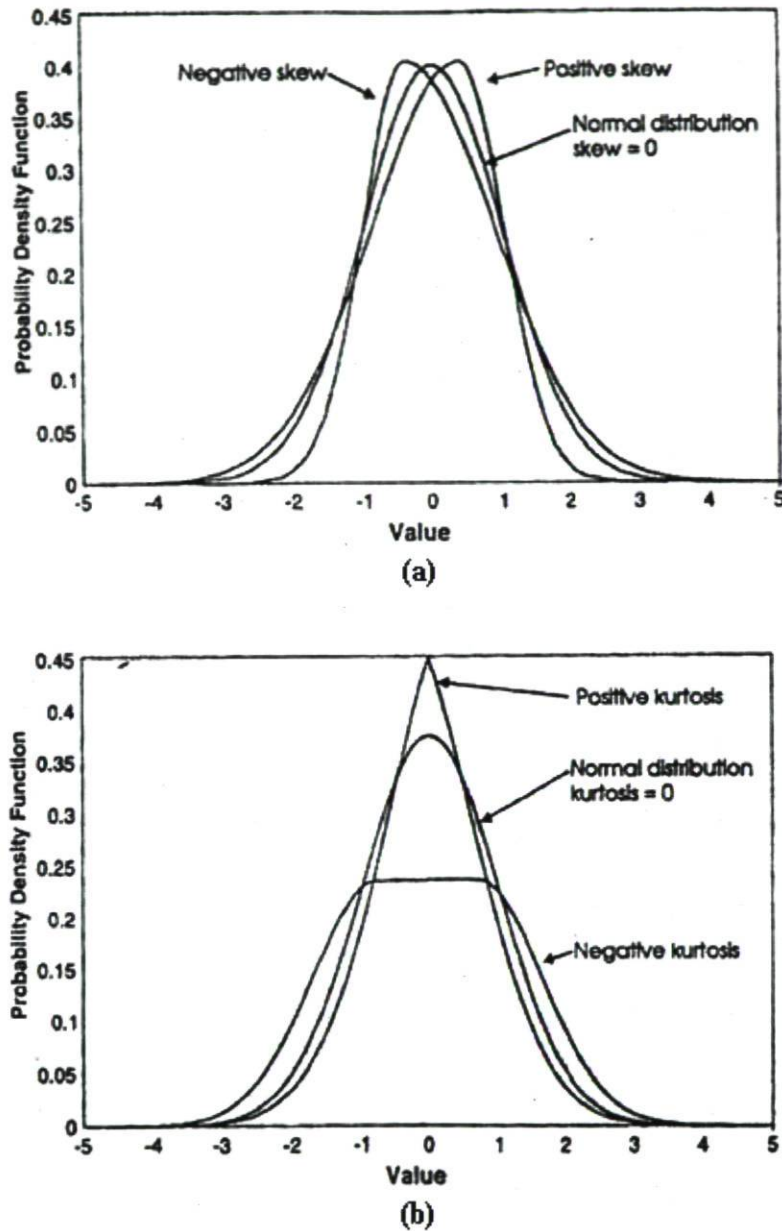 0.45
0.4
0.35
0.3
0.25
0.2
0.15
0.1
0.05
0
Probability Density Function
Negative skew
Positive skew
Normal distribution
skew = 0
-5 -4 -3 -2 -1 0 1 2 3 4 5
Value
(a)
0.45
0.4
0.35
0.3
0.25
0.2
0.15
0.1
0.05
0
Probability Density Function
Positive kurtosis
Normal distribution
kurtosis = 0
Negative kurtosis
-5 -4 -3 -2 -1 0 1 2 3 4 5
Value
(b)